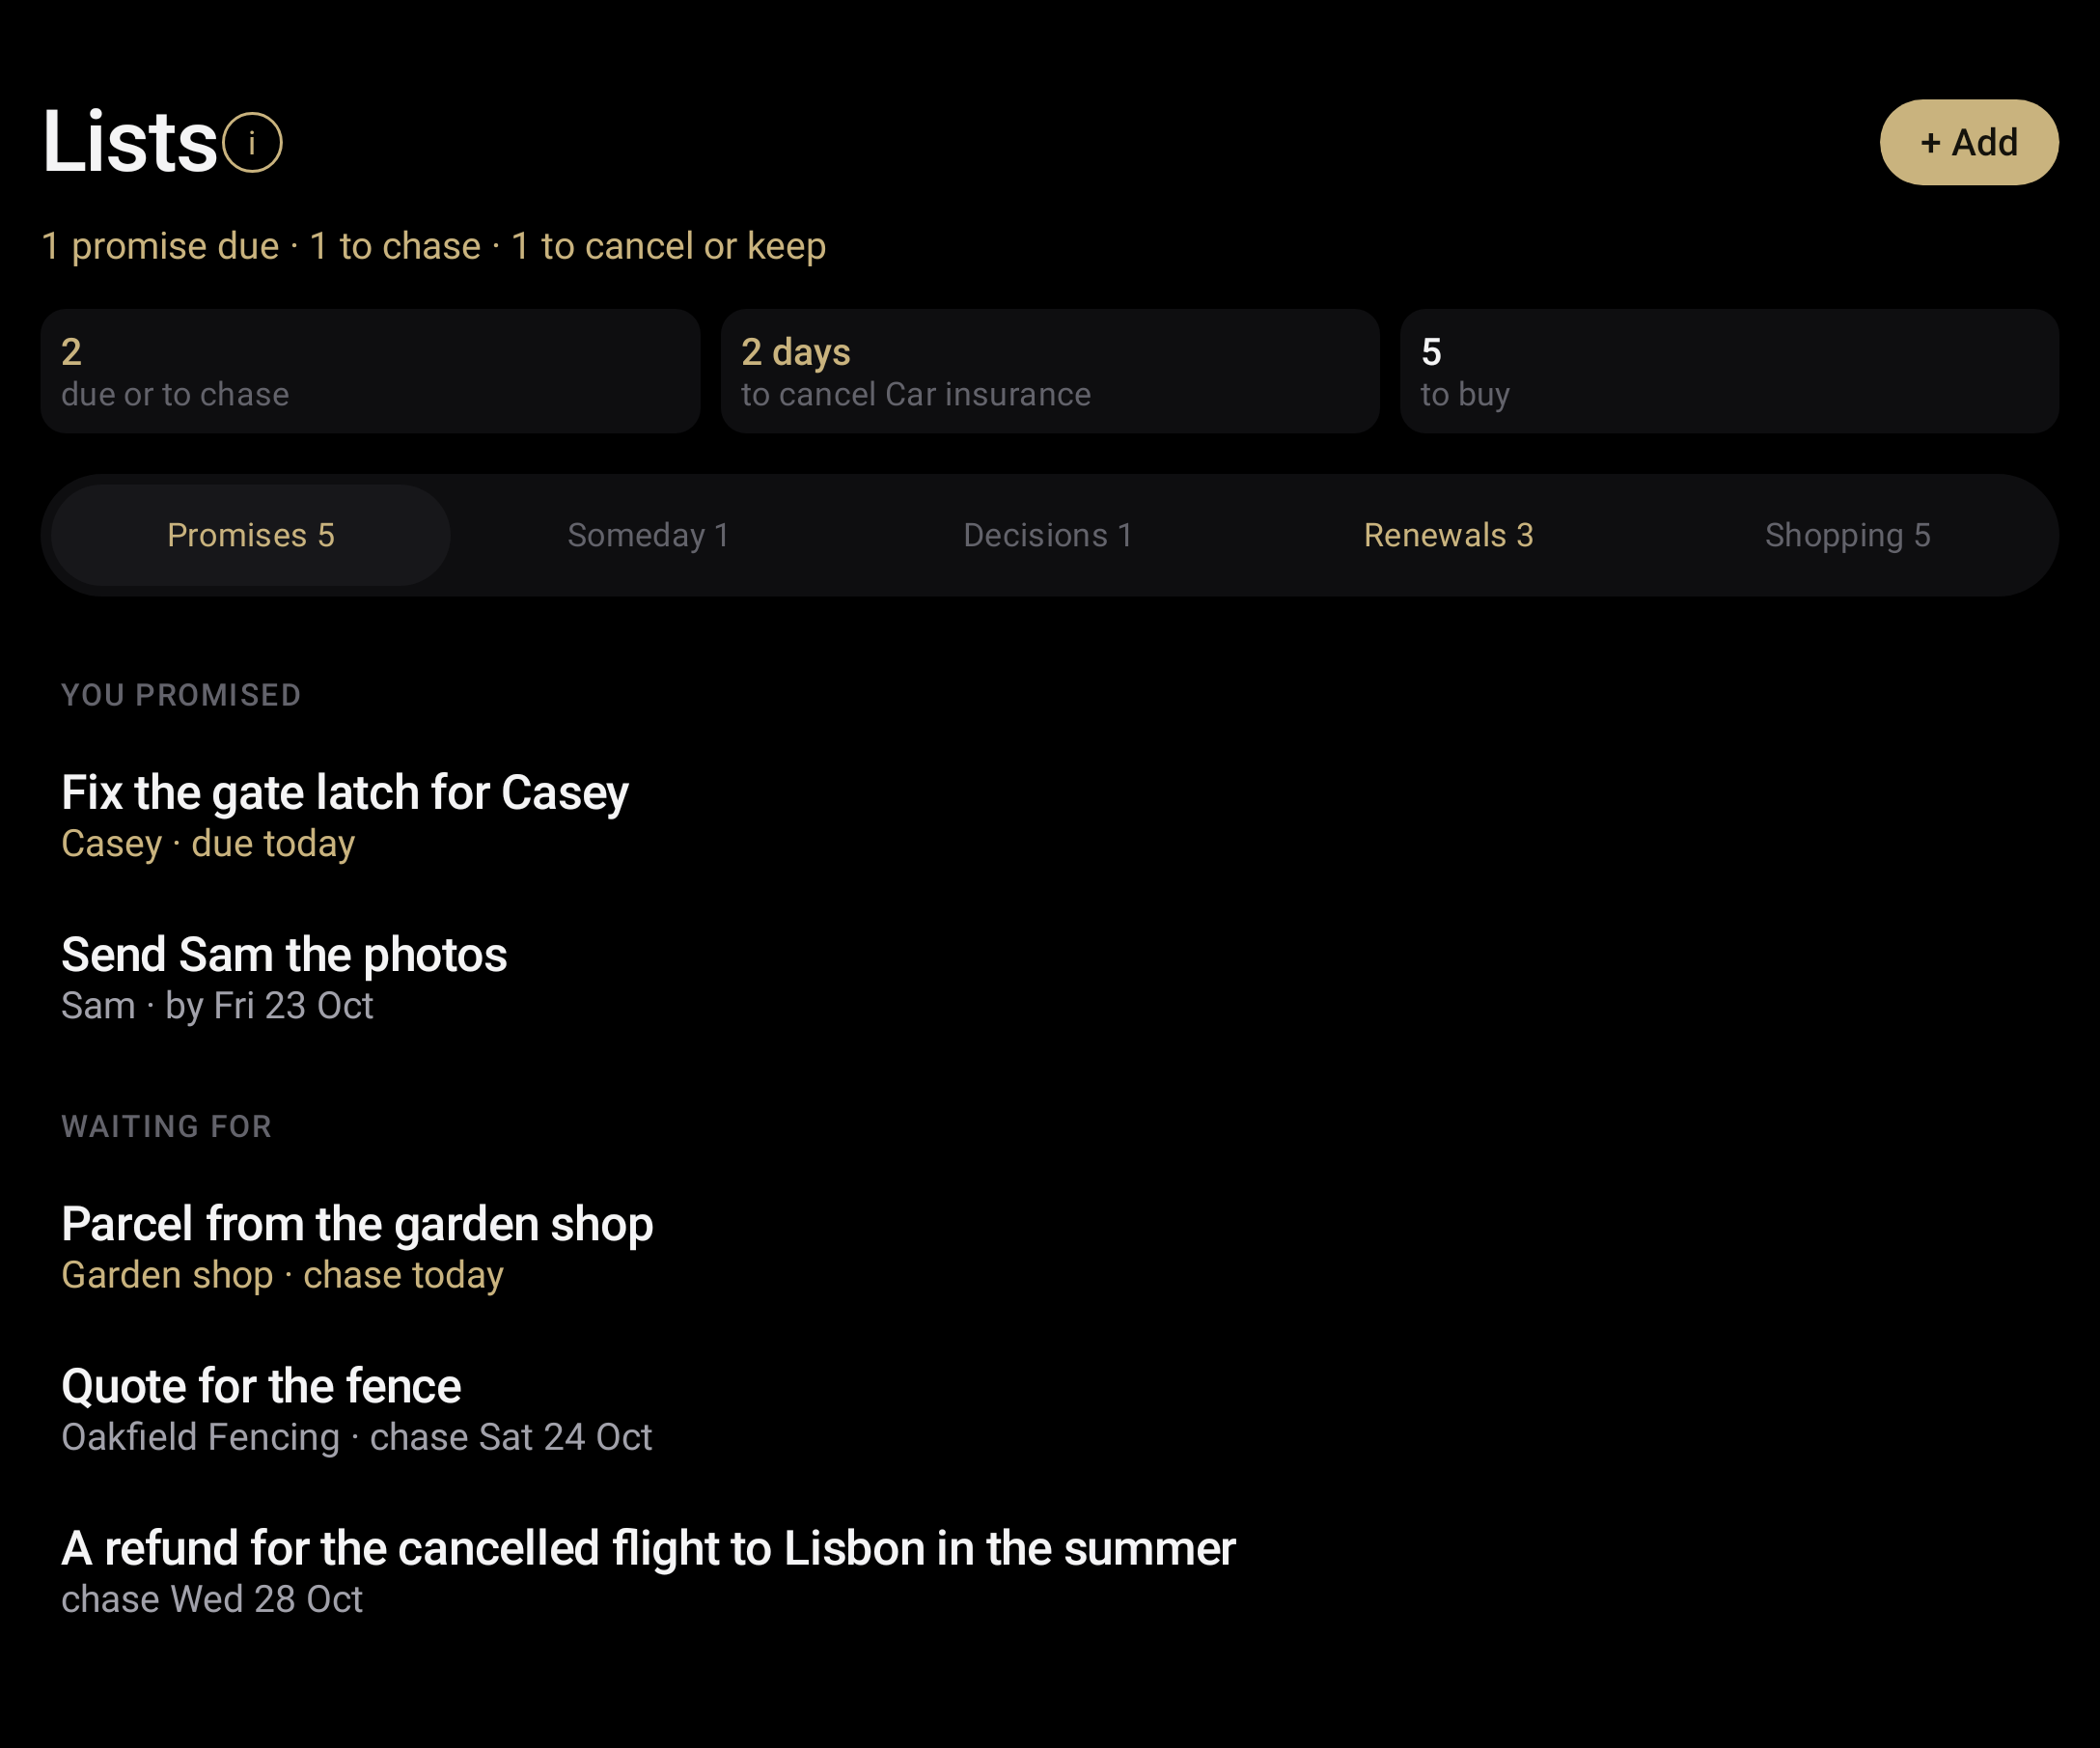 Lists i
+ Add
1 promise due · 1 to chase · 1 to cancel or keep
2
due or to chase
2 days
to cancel Car insurance
5
to buy
Promises 5
Someday 1
Decisions 1
Renewals 3
Shopping 5
YOU PROMISED
Fix the gate latch for Casey
Casey · due today
Send Sam the photos
Sam · by Fri 23 Oct
WAITING FOR
Parcel from the garden shop
Garden shop · chase today
Quote for the fence
Oakfield Fencing · chase Sat 24 Oct
A refund for the cancelled flight to Lisbon in the summer
chase Wed 28 Oct